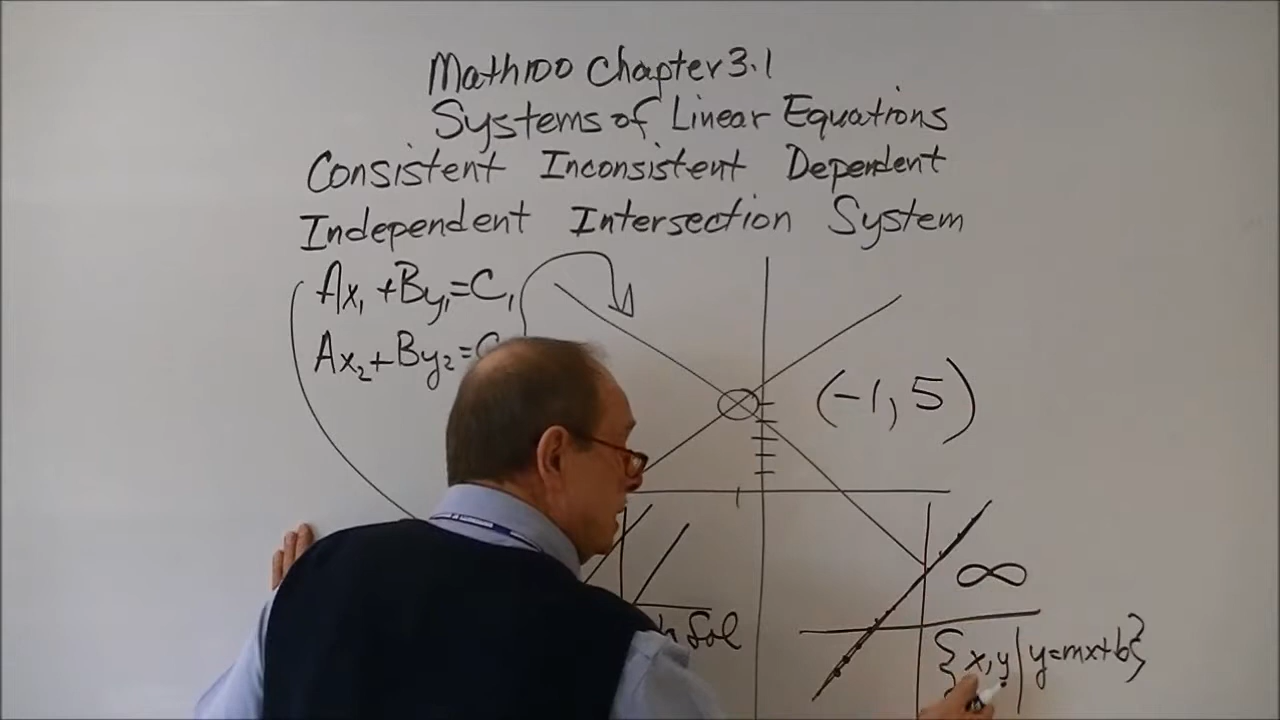 Math100 Chapter 3.1
Systems of Linear Equations
Consistent Inconsistent Dependent
Independent Intersection System
Ax₁+By₁=C₁
Ax₂+By₂=C
(-1, 5)
∞
Sol
{x,y|y=mx+b}